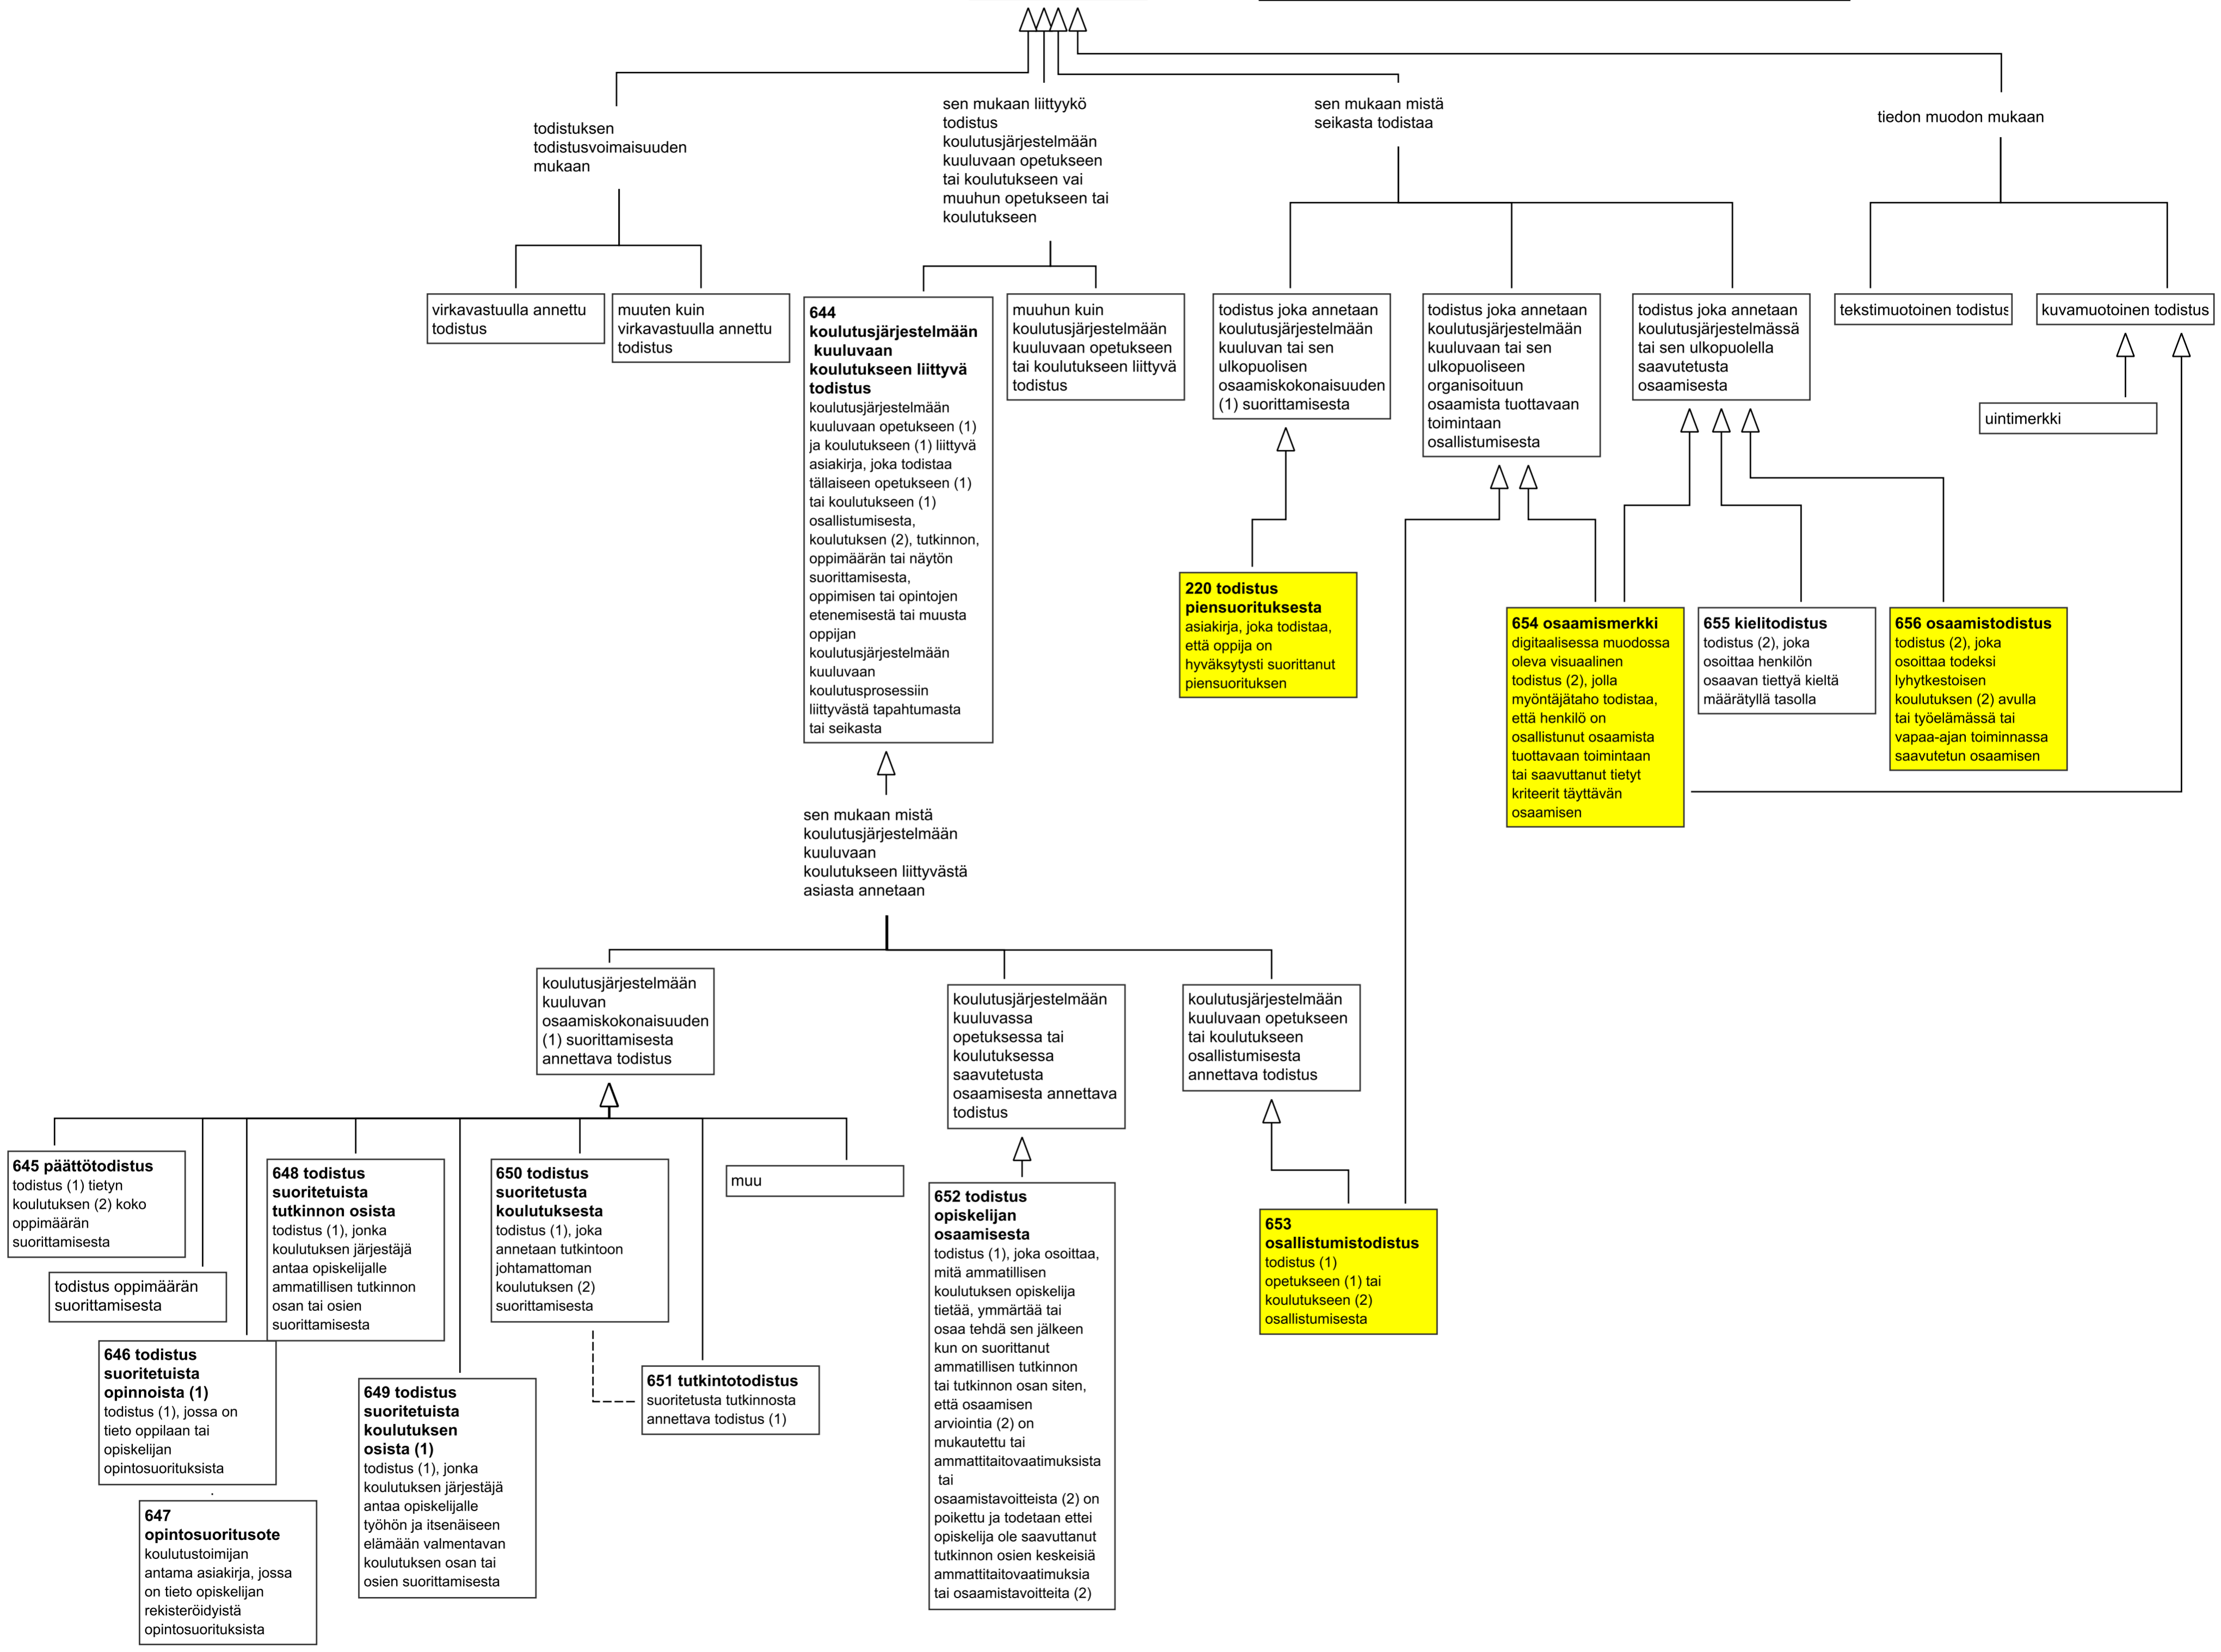 todistuksen
todistusvoimaisuuden
mukaan
sen mukaan liittyykö
todistus
koulutusjärjestelmään
kuuluvaan opetukseen
tai koulutukseen vai
muuhun opetukseen tai
koulutukseen
sen mukaan mistä
seikasta todistaa
tiedon muodon mukaan
virkavastuulla annettu
todistus
muuten kuin
virkavastuulla annettu
todistus
644
koulutusjärjestelmään
kuuluvaan
koulutukseen liittyvä
todistus
koulutusjärjestelmään
kuuluvaan opetukseen (1)
ja koulutukseen (1) liittyvä
asiakirja, joka todistaa
tällaiseen opetukseen (1)
tai koulutukseen (1)
osallistumisesta,
koulutuksen (2), tutkinnon,
oppimäärän tai näytön
suorittamisesta,
oppimisen tai opintojen
etenemisestä tai muusta
oppijan
koulutusjärjestelmään
kuuluvaan
koulutusprosessiin
liittyvästä tapahtumasta
tai seikasta
muuhun kuin
koulutusjärjestelmään
kuuluvaan opetukseen
tai koulutukseen liittyvä
todistus
todistus joka annetaan
koulutusjärjestelmään
kuuluvan tai sen
ulkopuolisen
osaamiskokonaisuuden
(1) suorittamisesta
todistus joka annetaan
koulutusjärjestelmään
kuuluvaan tai sen
ulkopuoliseen
organisoituun
osaamista tuottavaan
toimintaan
osallistumisesta
todistus joka annetaan
koulutusjärjestelmässä
tai sen ulkopuolella
saavutetusta
osaamisesta
tekstimuotoinen todistus
kuvamuotoinen todistus
uintimerkki
220 todistus
piensuorituksesta
asiakirja, joka todistaa,
että oppija on
hyväksytysti suorittanut
piensuorituksen
654 osaamismerkki
digitaalisessa muodossa
oleva visuaalinen
todistus (2), jolla
myöntäjätaho todistaa,
että henkilö on
osallistunut osaamista
tuottavaan toimintaan
tai saavuttanut tietyt
kriteerit täyttävän
osaamisen
655 kielitodistus
todistus (2), joka
osoittaa henkilön
osaavan tiettyä kieltä
määrätyllä tasolla
656 osaamistodistus
todistus (2), joka
osoittaa todeksi
lyhytkestoisen
koulutuksen (2) avulla
tai työelämässä tai
vapaa-ajan toiminnassa
saavutetun osaamisen
sen mukaan mistä
koulutusjärjestelmään
kuuluvaan
koulutukseen liittyvästä
asiasta annetaan
koulutusjärjestelmään
kuuluvan
osaamiskokonaisuuden
(1) suorittamisesta
annettava todistus
koulutusjärjestelmään
kuuluvassa
opetuksessa tai
koulutuksessa
saavutetusta
osaamisesta annettava
todistus
koulutusjärjestelmään
kuuluvaan opetukseen
tai koulutukseen
osallistumisesta
annettava todistus
645 päättötodistus
todistus (1) tietyn
koulutuksen (2) koko
oppimäärän
suorittamisesta
todistus oppimäärän
suorittamisesta
646 todistus
suoritetuista
opinnoista (1)
todistus (1), jossa on
tieto oppilaan tai
opiskelijan
opintosuorituksista
647
opintosuoritusote
koulutustoimijan
antama asiakirja, jossa
on tieto opiskelijan
rekisteröidyistä
opintosuorituksista
648 todistus
suoritetuista
tutkinnon osista
todistus (1), jonka
koulutuksen järjestäjä
antaa opiskelijalle
ammatillisen tutkinnon
osan tai osien
suorittamisesta
649 todistus
suoritetuista
koulutuksen
osista (1)
todistus (1), jonka
koulutuksen järjestäjä
antaa opiskelijalle
työhön ja itsenäiseen
elämään valmentavan
koulutuksen osan tai
osien suorittamisesta
650 todistus
suoritetusta
koulutuksesta
todistus (1), joka
annetaan tutkintoon
johtamattoman
koulutuksen (2)
suorittamisesta
651 tutkintotodistus
suoritetusta tutkinnosta
annettava todistus (1)
muu
652 todistus
opiskelijan
osaamisesta
todistus (1), joka osoittaa,
mitä ammatillisen
koulutuksen opiskelija
tietää, ymmärtää tai
osaa tehdä sen jälkeen
kun on suorittanut
ammatillisen tutkinnon
tai tutkinnon osan siten,
että osaamisen
arviointia (2) on
mukautettu tai
ammattitaitovaatimuksista
tai
osaamistavoitteista (2) on
poikettu ja todetaan ettei
opiskelija ole saavuttanut
tutkinnon osien keskeisiä
ammattitaitovaatimuksia
tai osaamistavoitteita (2)
653
osallistumistodistus
todistus (1)
opetukseen (1) tai
koulutukseen (2)
osallistumisesta